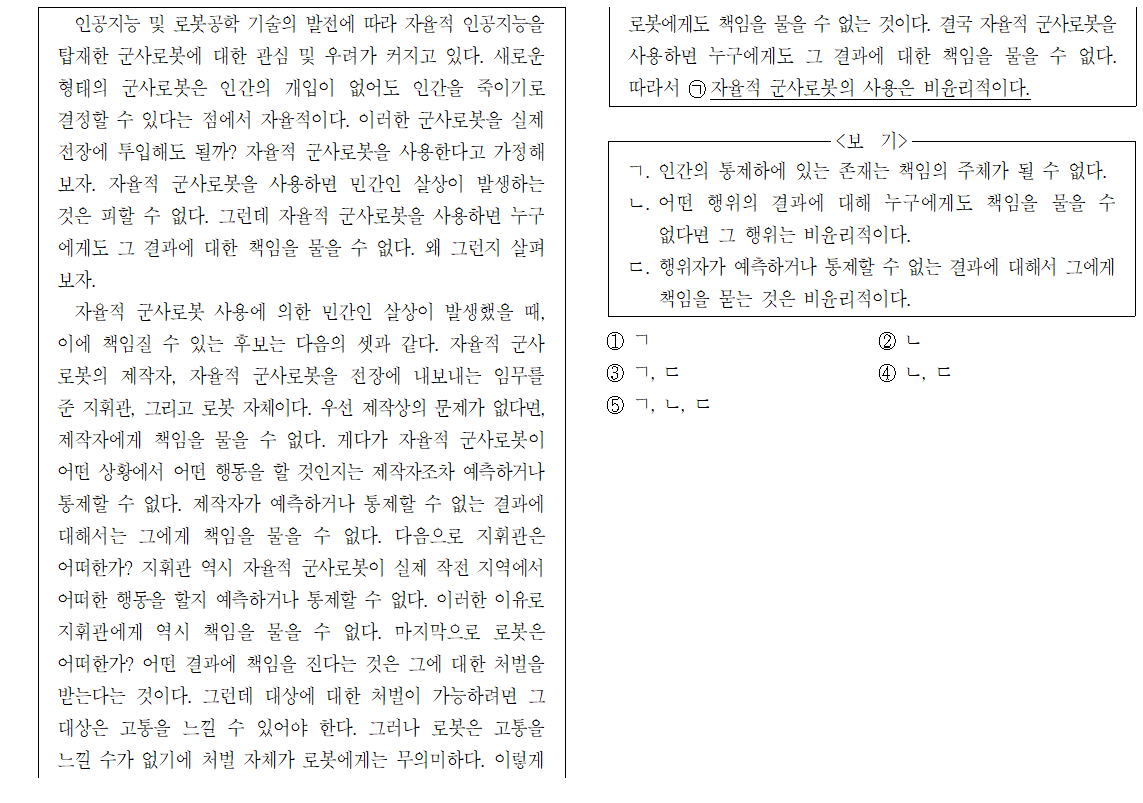 인공지능 및 로봇공학 기술의 발전에 따라 자율적 인공지능을
탑재한 군사로봇에 대한 관심 및 우려가 커지고 있다. 새로운
형태의 군사로봇은 인간의 개입이 없어도 인간을 죽이기로
결정할 수 있다는 점에서 자율적이다. 이러한 군사로봇을 실제
전장에 투입해도 될까? 자율적 군사로봇을 사용한다고 가정해
보자. 자율적 군사로봇을 사용하면 민간인 살상이 발생하는
것은 피할 수 없다. 그런데 자율적 군사로봇을 사용하면 누구
에게도 그 결과에 대한 책임을 물을 수 없다. 왜 그런지 살펴
보자.
자율적 군사로봇 사용에 의한 민간인 살상이 발생했을 때,
이에 책임질 수 있는 후보는 다음의 셋과 같다. 자율적 군사
로봇의 제작자, 자율적 군사로봇을 전장에 내보내는 임무를
준 지휘관, 그리고 로봇 자체이다. 우선 제작상의 문제가 없다면,
제작자에게 책임을 물을 수 없다. 게다가 자율적 군사로봇이
어떤 상황에서 어떤 행동을 할 것인지는 제작자조차 예측하거나
통제할 수 없다. 제작자가 예측하거나 통제할 수 없는 결과에
대해서는 그에게 책임을 물을 수 없다. 다음으로 지휘관은
어떠한가? 지휘관 역시 자율적 군사로봇이 실제 작전 지역에서
어떠한 행동을 할지 예측하거나 통제할 수 없다. 이러한 이유로
지휘관에게 역시 책임을 물을 수 없다. 마지막으로 로봇은
어떠한가? 어떤 결과에 책임을 진다는 것은 그에 대한 처벌을
받는다는 것이다. 그런데 대상에 대한 처벌이 가능하려면 그
대상은 고통을 느낄 수 있어야 한다. 그러나 로봇은 고통을
느낄 수가 없기에 처벌 자체가 로봇에게는 무의미하다. 이렇게
로봇에게도 책임을 물을 수 없는 것이다. 결국 자율적 군사로봇을
사용하면 누구에게도 그 결과에 대한 책임을 물을 수 없다.
따라서 ㉠자율적 군사로봇의 사용은 비윤리적이다.
<보 기>
ㄱ. 인간의 통제하에 있는 존재는 책임의 주체가 될 수 없다.
ㄴ. 어떤 행위의 결과에 대해 누구에게도 책임을 물을 수
없다면 그 행위는 비윤리적이다.
ㄷ. 행위자가 예측하거나 통제할 수 없는 결과에 대해서 그에게
책임을 묻는 것은 비윤리적이다.
① ㄱ ② ㄴ
③ ㄱ, ㄷ ④ ㄴ, ㄷ
⑤ ㄱ, ㄴ, ㄷ